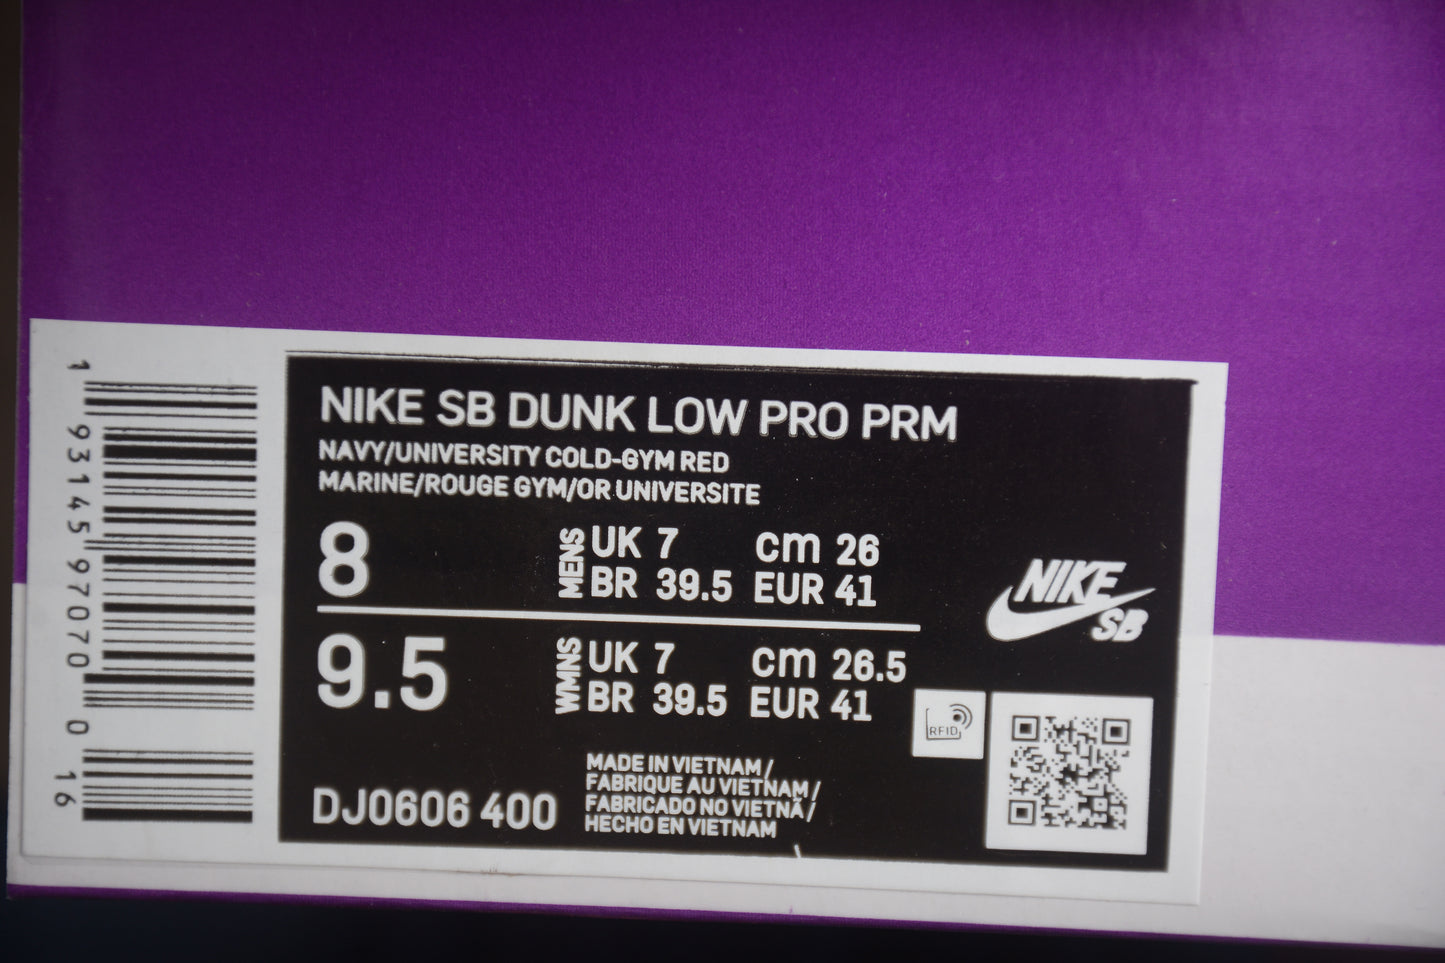 NIKE SB DUNK LOW PRO PRM
NAVY/UNIVERSITY COLD-GYM RED
MARINE/ROUGE GYM/OR UNIVERSITE
8
MENS
UK 7 cm 26
BR 39.5 EUR 41
9.5
WMNS
UK 7 cm 26.5
BR 39.5 EUR 41
DJ0606 400
MADE IN VIETNAM/
FABRIQUE AU VIETNAM/
FABRICADO NO VIETNÃ/
HECHO EN VIETNAM
NIKE
SB
RFID
1 93145 97070 0 16